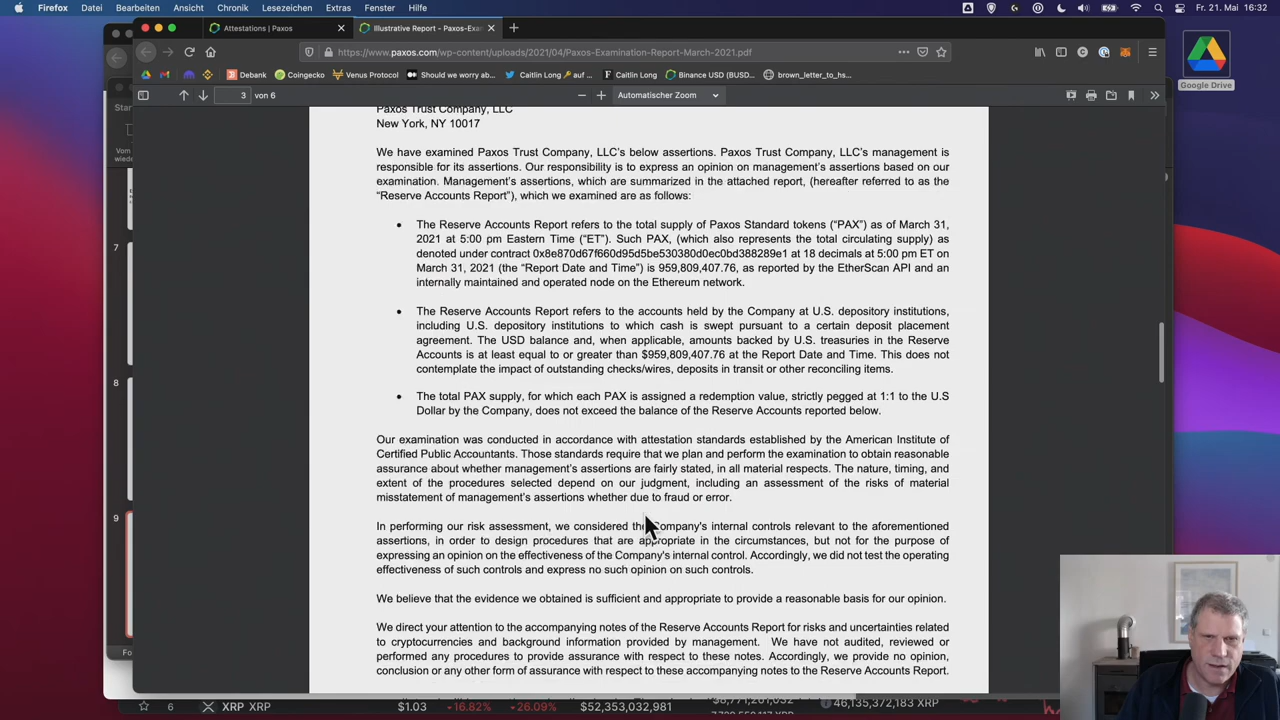 Firefox Datei Bearbeiten Ansicht Chronik Lesezeichen Extras Fenster Hilfe Fr. 21. Mai 16:32
Attestations | Paxos
Illustrative Report - Paxos-Exa
https://www.paxos.com/wp-content/uploads/2021/04/Paxos-Examination-Report-March-2021.pdf
Debank Coingecko Venus Protocol Should we worry ab... Caitlin Long 🔑 auf ... Caitlin Long Binance USD (BUSD... brown_letter_to_hs...
Google Drive
3 von 6 Automatischer Zoom
Star
Vom
wiede
7
8
9
Fo
Paxos Trust Company, LLC
New York, NY 10017
We have examined Paxos Trust Company, LLC's below assertions. Paxos Trust Company, LLC's management is
responsible for its assertions. Our responsibility is to express an opinion on management's assertions based on our
examination. Management's assertions, which are summarized in the attached report, (hereafter referred to as the
“Reserve Accounts Report”), which we examined are as follows:
• The Reserve Accounts Report refers to the total supply of Paxos Standard tokens (“PAX”) as of March 31,
2021 at 5:00 pm Eastern Time (“ET”). Such PAX, (which also represents the total circulating supply) as
denoted under contract 0x8e870d67f660d95d5be530380d0ec0bd388289e1 at 18 decimals at 5:00 pm ET on
March 31, 2021 (the “Report Date and Time”) is 959,809,407.76, as reported by the EtherScan API and an
internally maintained and operated node on the Ethereum network.
• The Reserve Accounts Report refers to the accounts held by the Company at U.S. depository institutions,
including U.S. depository institutions to which cash is swept pursuant to a certain deposit placement
agreement. The USD balance and, when applicable, amounts backed by U.S. treasuries in the Reserve
Accounts is at least equal to or greater than $959,809,407.76 at the Report Date and Time. This does not
contemplate the impact of outstanding checks/wires, deposits in transit or other reconciling items.
• The total PAX supply, for which each PAX is assigned a redemption value, strictly pegged at 1:1 to the U.S
Dollar by the Company, does not exceed the balance of the Reserve Accounts reported below.
Our examination was conducted in accordance with attestation standards established by the American Institute of
Certified Public Accountants. Those standards require that we plan and perform the examination to obtain reasonable
assurance about whether management's assertions are fairly stated, in all material respects. The nature, timing, and
extent of the procedures selected depend on our judgment, including an assessment of the risks of material
misstatement of management's assertions whether due to fraud or error.
In performing our risk assessment, we considered the Company's internal controls relevant to the aforementioned
assertions, in order to design procedures that are appropriate in the circumstances, but not for the purpose of
expressing an opinion on the effectiveness of the Company's internal control. Accordingly, we did not test the operating
effectiveness of such controls and express no such opinion on such controls.
We believe that the evidence we obtained is sufficient and appropriate to provide a reasonable basis for our opinion.
We direct your attention to the accompanying notes of the Reserve Accounts Report for risks and uncertainties related
to cryptocurrencies and background information provided by management. We have not audited, reviewed or
performed any procedures to provide assurance with respect to these notes. Accordingly, we provide no opinion,
conclusion or any other form of assurance with respect to these accompanying notes to the Reserve Accounts Report.
6 XRP XRP $1.03 16.82% 26.09% $52,353,032,981 46,135,372,183 XRP